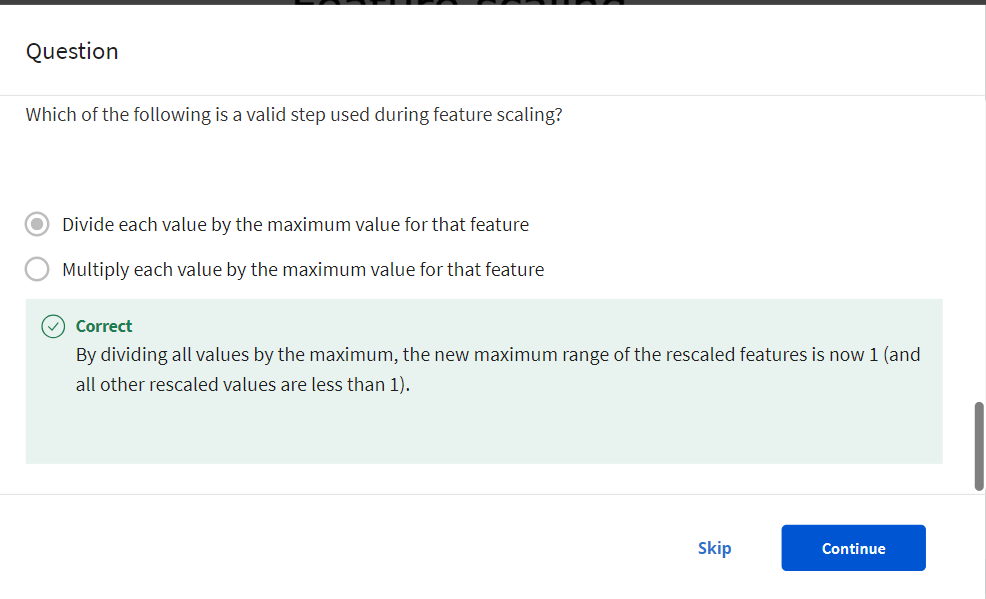 Feature scaling
Question
Which of the following is a valid step used during feature scaling?
Divide each value by the maximum value for that feature
Multiply each value by the maximum value for that feature
Correct
By dividing all values by the maximum, the new maximum range of the rescaled features is now 1 (and
all other rescaled values are less than 1).
Skip
Continue